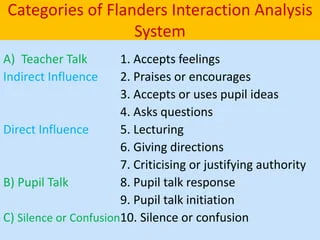 Categories of Flanders Interaction Analysis
System
A) Teacher Talk 1. Accepts feelings
Indirect Influence 2. Praises or encourages
3. Accepts or uses pupil ideas
4. Asks questions
Direct Influence 5. Lecturing
6. Giving directions
7. Criticising or justifying authority
B) Pupil Talk 8. Pupil talk response
9. Pupil talk initiation
C) Silence or Confusion10. Silence or confusion